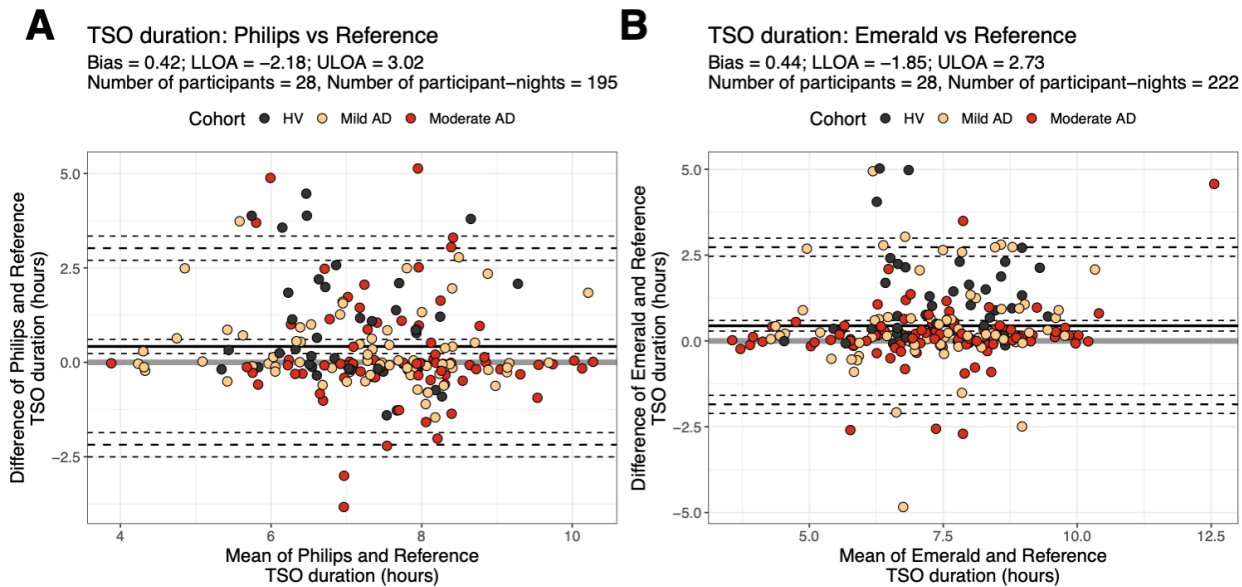 A
TSO duration: Philips vs Reference
Bias = 0.42; LLOA = −2.18; ULOA = 3.02
Number of participants = 28, Number of participant−nights = 195
Cohort HV Mild AD Moderate AD
Difference of Philips and Reference
TSO duration (hours)
5.0
2.5
0.0
−2.5
4 6 8 10
Mean of Philips and Reference
TSO duration (hours)
B
TSO duration: Emerald vs Reference
Bias = 0.44; LLOA = −1.85; ULOA = 2.73
Number of participants = 28, Number of participant−nights = 222
Cohort HV Mild AD Moderate AD
Difference of Emerald and Reference
TSO duration (hours)
5.0
2.5
0.0
−2.5
−5.0
5.0 7.5 10.0 12.5
Mean of Emerald and Reference
TSO duration (hours)